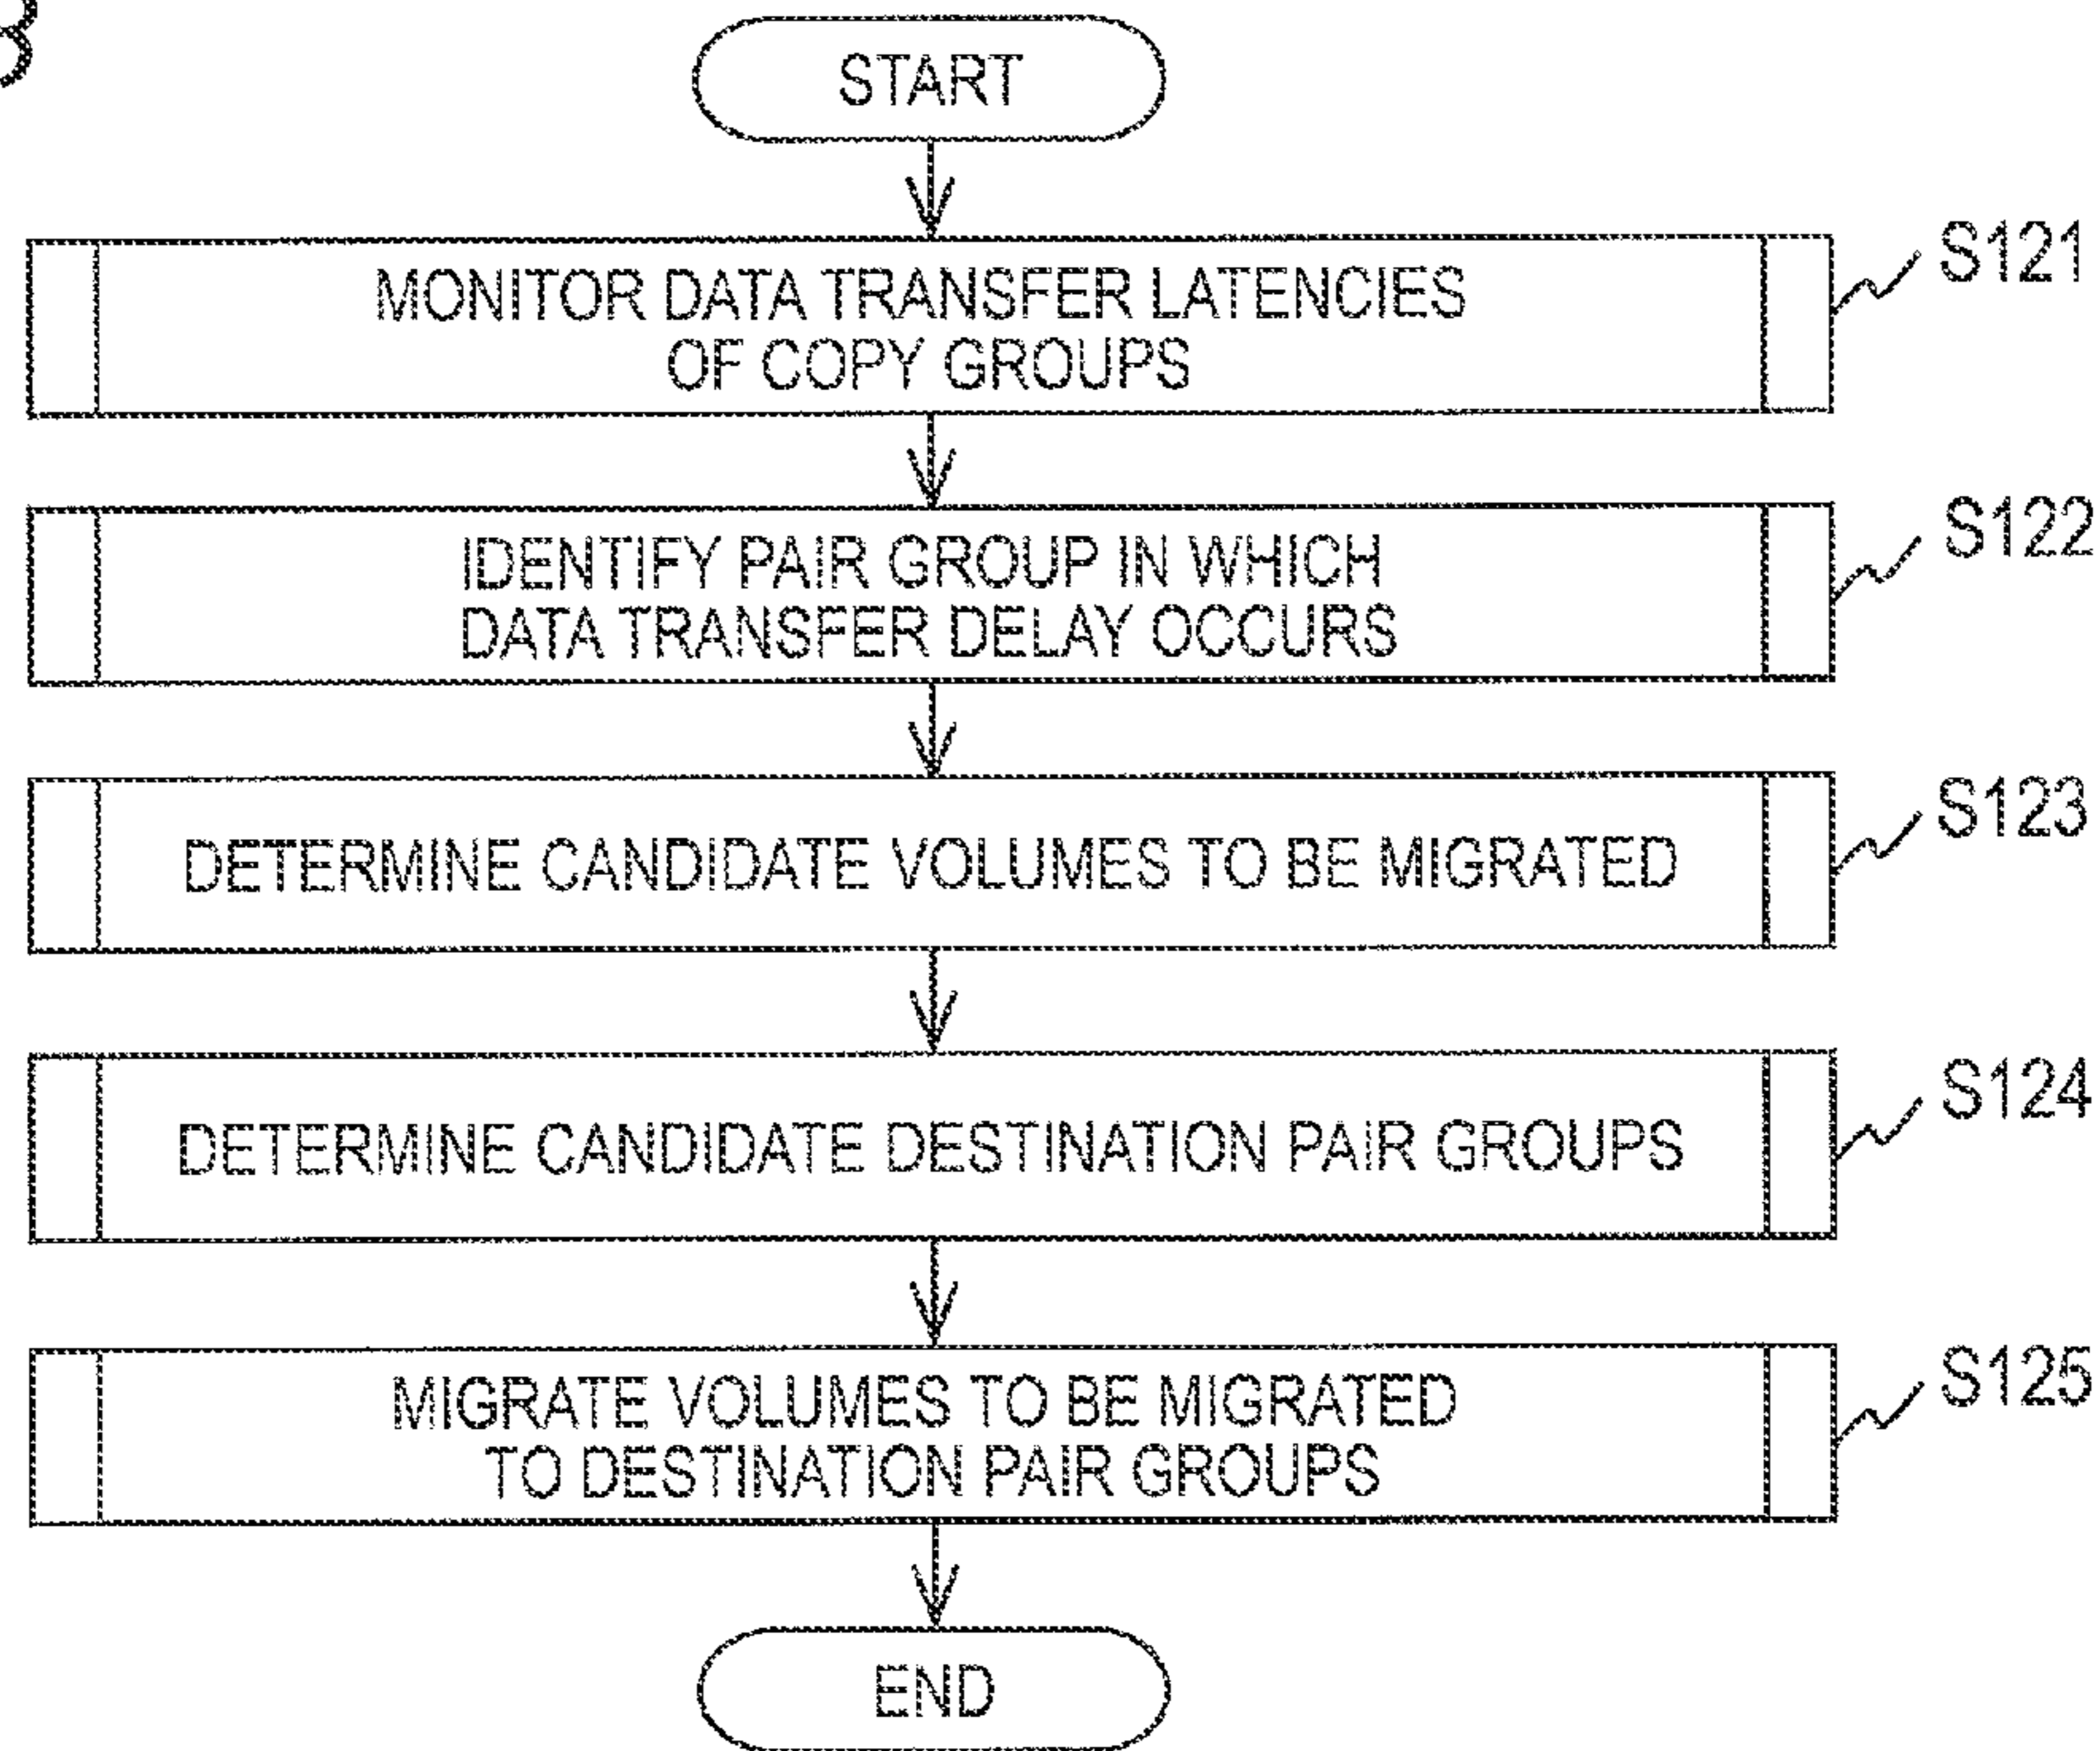 START
MONITOR DATA TRANSFER LATENCIES
OF COPY GROUPS
S121
IDENTIFY PAIR GROUP IN WHICH
DATA TRANSFER DELAY OCCURS
S122
DETERMINE CANDIDATE VOLUMES TO BE MIGRATED
S123
DETERMINE CANDIDATE DESTINATION PAIR GROUPS
S124
MIGRATE VOLUMES TO BE MIGRATED
TO DESTINATION PAIR GROUPS
S125
END